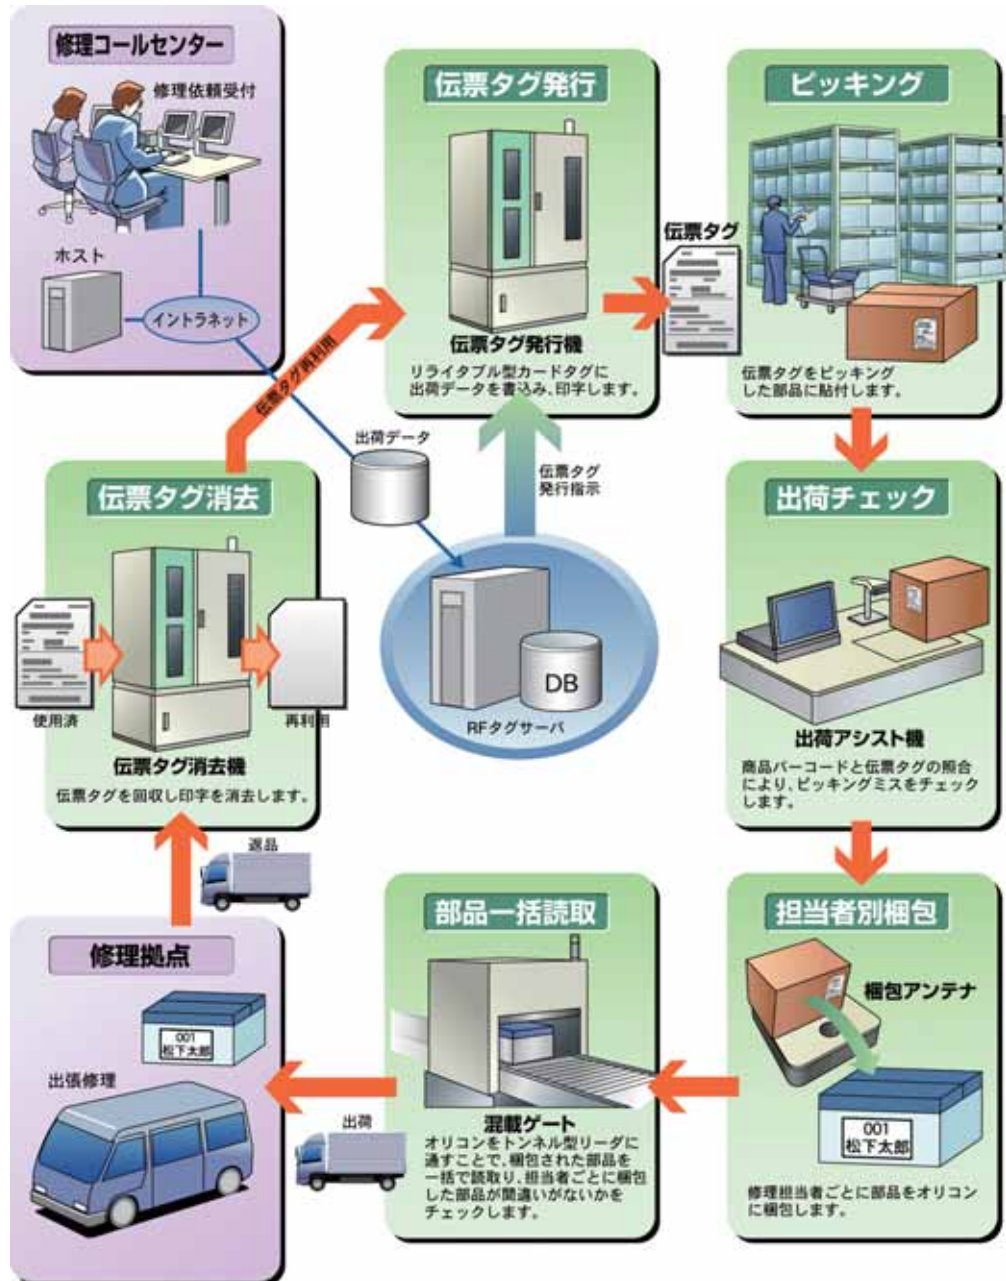 修理コールセンター
修理依頼受付
ホスト
イントラネット
伝票タグ発行
伝票タグ発行機
リライタブル型カードタグに
出荷データを書込み、印字します。
伝票タグ
ピッキング
伝票タグをピッキング
した部品に貼付します。
伝票タグ再利用
出荷データ
伝票タグ
発行指示
DB
RFタグサーバ
伝票タグ消去
使用済
再利用
伝票タグ消去機
伝票タグを回収し印字を消去します。
出荷チェック
出荷アシスト機
商品バーコードと伝票タグの照合
により、ピッキングミスをチェック
します。
返品
修理拠点
001
松下太郎
出張修理
出荷
部品一括読取
混載ゲート
オリコンをトンネル型リーダに
通すことで、梱包された部品を
一括で読取り、担当者ごとに梱包
した部品が間違いがないかを
チェックします。
担当者別梱包
梱包アンテナ
001
松下太郎
修理担当者ごとに部品をオリコン
に梱包します。